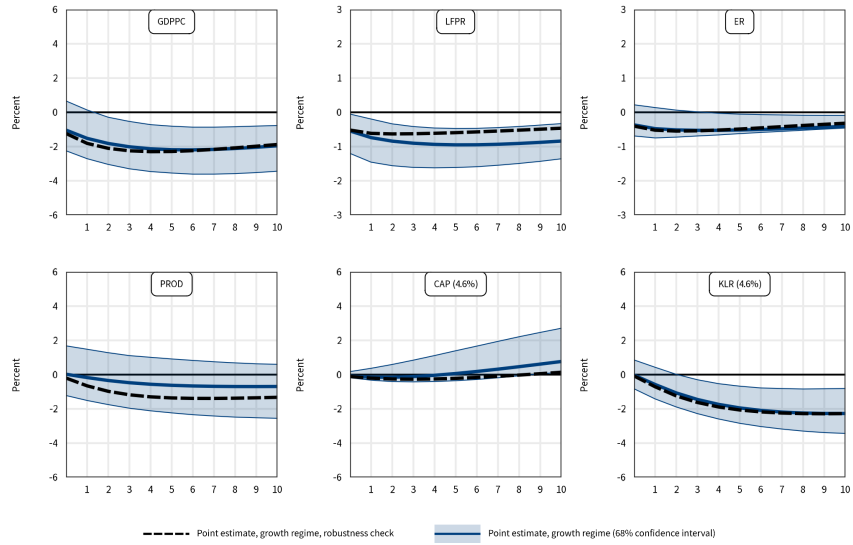 GDPPC
LFPR
ER
Percent
6
4
2
0
-2
-4
-6
1 2 3 4 5 6 7 8 9 10
Percent
3
2
1
0
-1
-2
-3
1 2 3 4 5 6 7 8 9 10
Percent
3
2
1
0
-1
-2
-3
1 2 3 4 5 6 7 8 9 10
PROD
CAP (4.6%)
KLR (4.6%)
Percent
6
4
2
0
-2
-4
-6
1 2 3 4 5 6 7 8 9 10
Percent
6
4
2
0
-2
-4
-6
1 2 3 4 5 6 7 8 9 10
Percent
6
4
2
0
-2
-4
-6
1 2 3 4 5 6 7 8 9 10
Point estimate, growth regime, robustness check
Point estimate, growth regime (68% confidence interval)